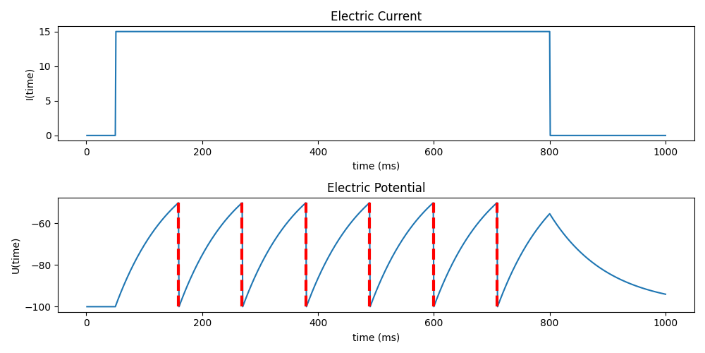 Electric Current
I(time)
15
10
5
0
0 200 400 600 800 1000
time (ms)
Electric Potential
U(time)
−60
−80
−100
0 200 400 600 800 1000
time (ms)